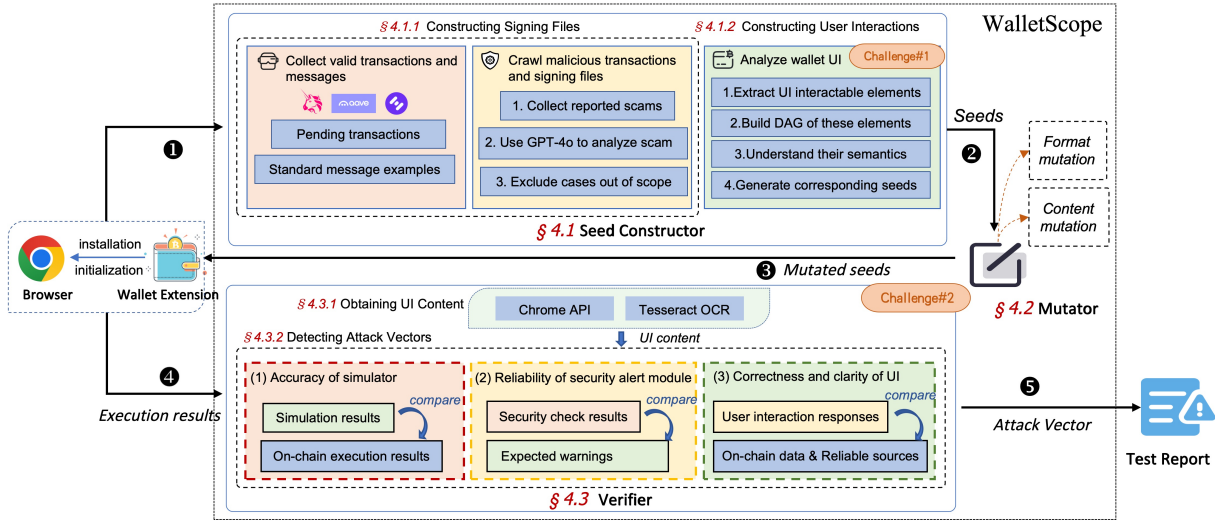 WalletScope
§ 4.1.1 Constructing Signing Files
§ 4.1.2 Constructing User Interactions
Collect valid transactions and
messages
aave
Pending transactions
Standard message examples
Crawl malicious transactions
and signing files
1. Collect reported scams
2. Use GPT-4o to analyze scam
3. Exclude cases out of scope
Analyze wallet UI
Challenge#1
1.Extract UI interactable elements
2.Build DAG of these elements
3.Understand their semantics
4.Generate corresponding seeds
§ 4.1 Seed Constructor
❶
Seeds
❷
Format
mutation
Content
mutation
§ 4.2 Mutator
❸ Mutated seeds
installation
initialization
Browser
Wallet Extension
❹
Execution results
§ 4.3.1 Obtaining UI Content
Chrome API
Tesseract OCR
Challenge#2
UI content
§ 4.3.2 Detecting Attack Vectors
(1) Accuracy of simulator
Simulation results
compare
On-chain execution results
(2) Reliability of security alert module
Security check results
compare
Expected warnings
(3) Correctness and clarity of UI
User interaction responses
compare
On-chain data & Reliable sources
§ 4.3 Verifier
❺
Attack Vector
Test Report